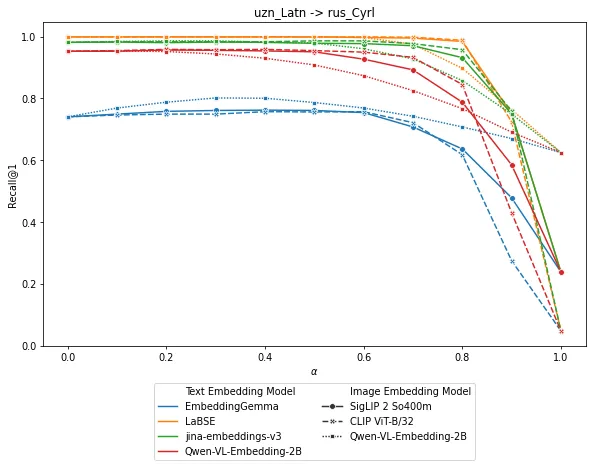 uzn_Latn -> rus_Cyrl
1.0
0.8
0.6
0.4
0.2
0.0
Recall@1
0.0 0.2 0.4 0.6 0.8 1.0
α
Text Embedding Model Image Embedding Model
EmbeddingGemma SigLIP 2 So400m
LaBSE CLIP ViT-B/32
jina-embeddings-v3 Qwen-VL-Embedding-2B
Qwen-VL-Embedding-2B